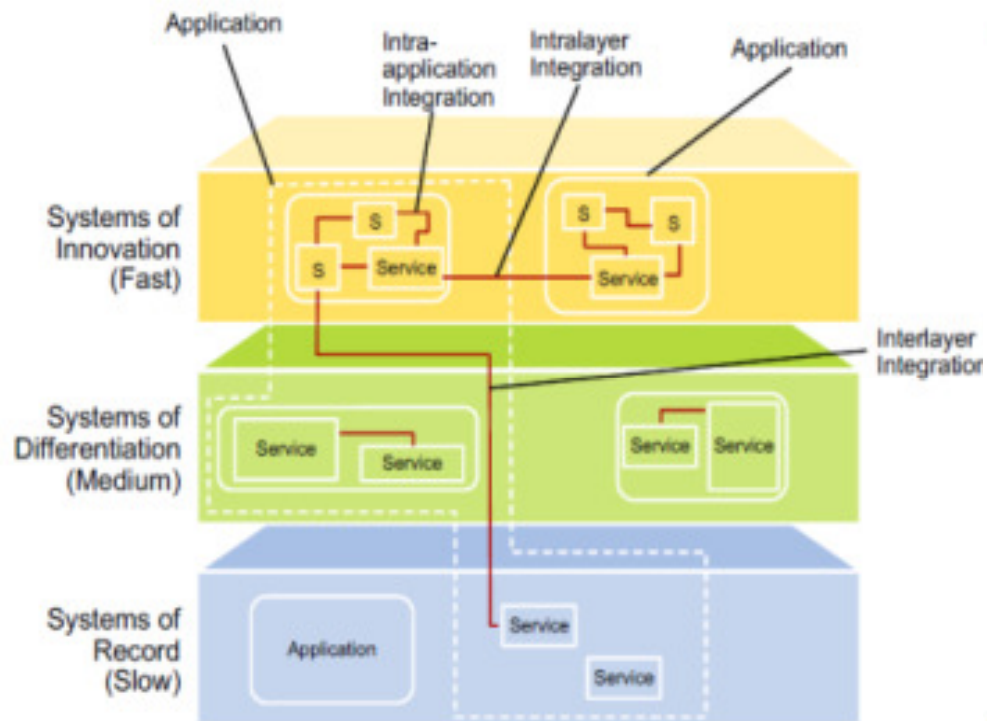 Application
Intra-
application
Integration
Intralayer
Integration
Application
Systems of
Innovation
(Fast)
S
S
Service
S
S
Service
Interlayer
Integration
Systems of
Differentiation
(Medium)
Service
Service
Service
Service
Systems of
Record
(Slow)
Application
Service
Service